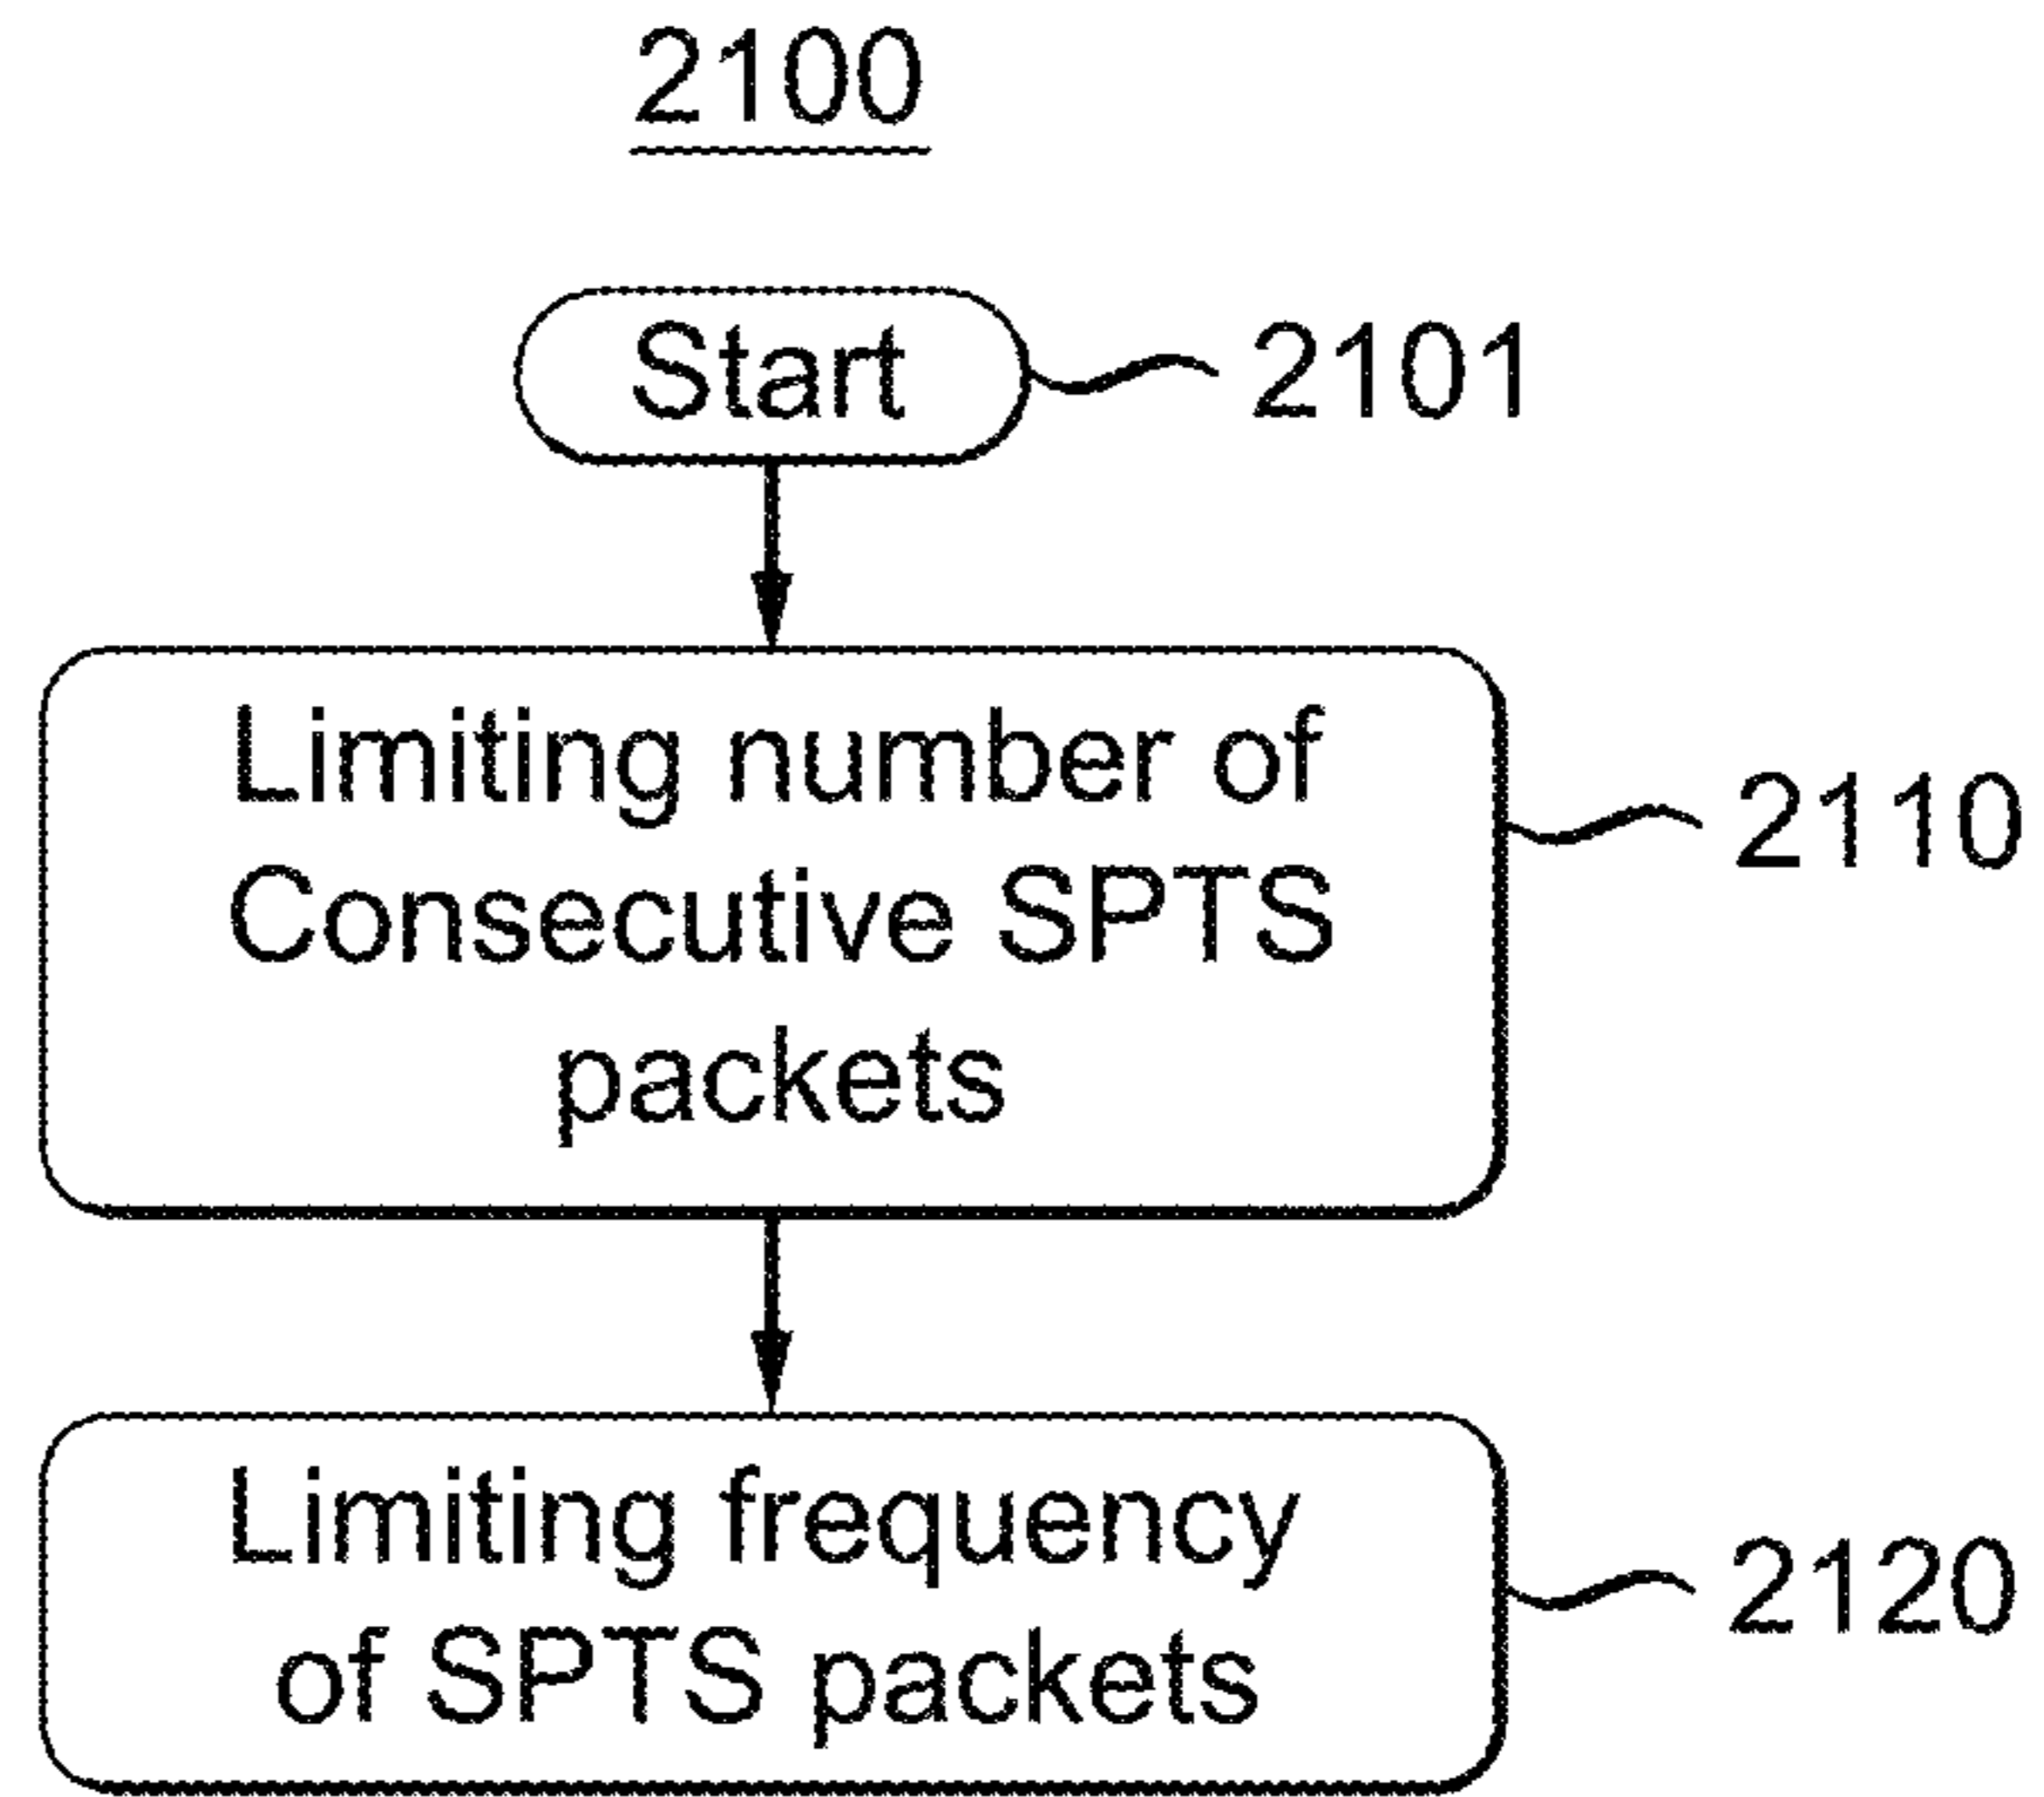 2100
Start
2101
Limiting number of
Consecutive SPTS
packets
2110
Limiting frequency
of SPTS packets
2120